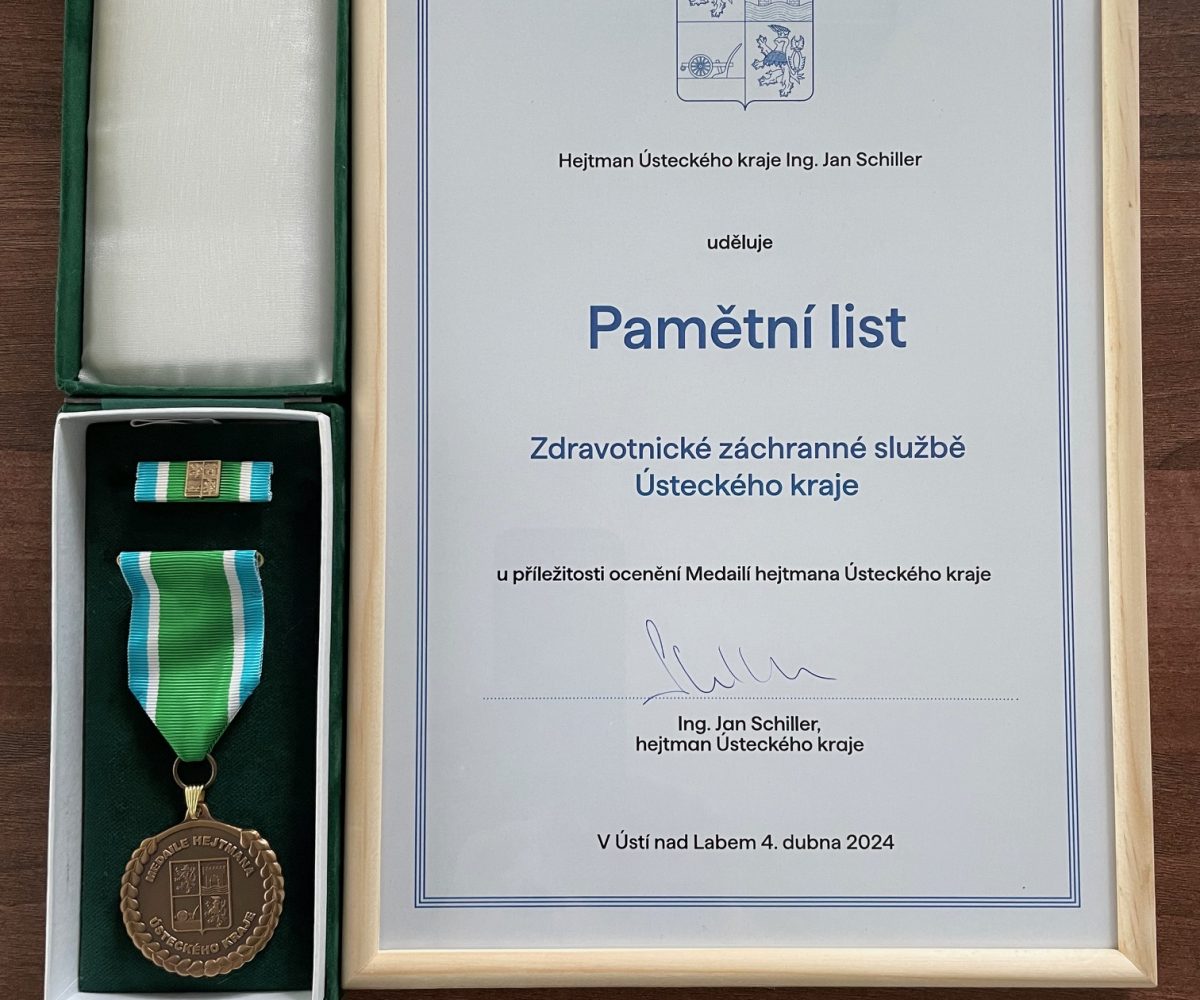 Hejtman Ústeckého kraje Ing. Jan Schiller
uděluje
Pamětní list
Zdravotnické záchranné službě
Ústeckého kraje
u příležitosti ocenění Medailí hejtmana Ústeckého kraje
Ing. Jan Schiller,
hejtman Ústeckého kraje
V Ústí nad Labem 4. dubna 2024
MEDAILE HEJTMANA
ÚSTECKÉHO KRAJE